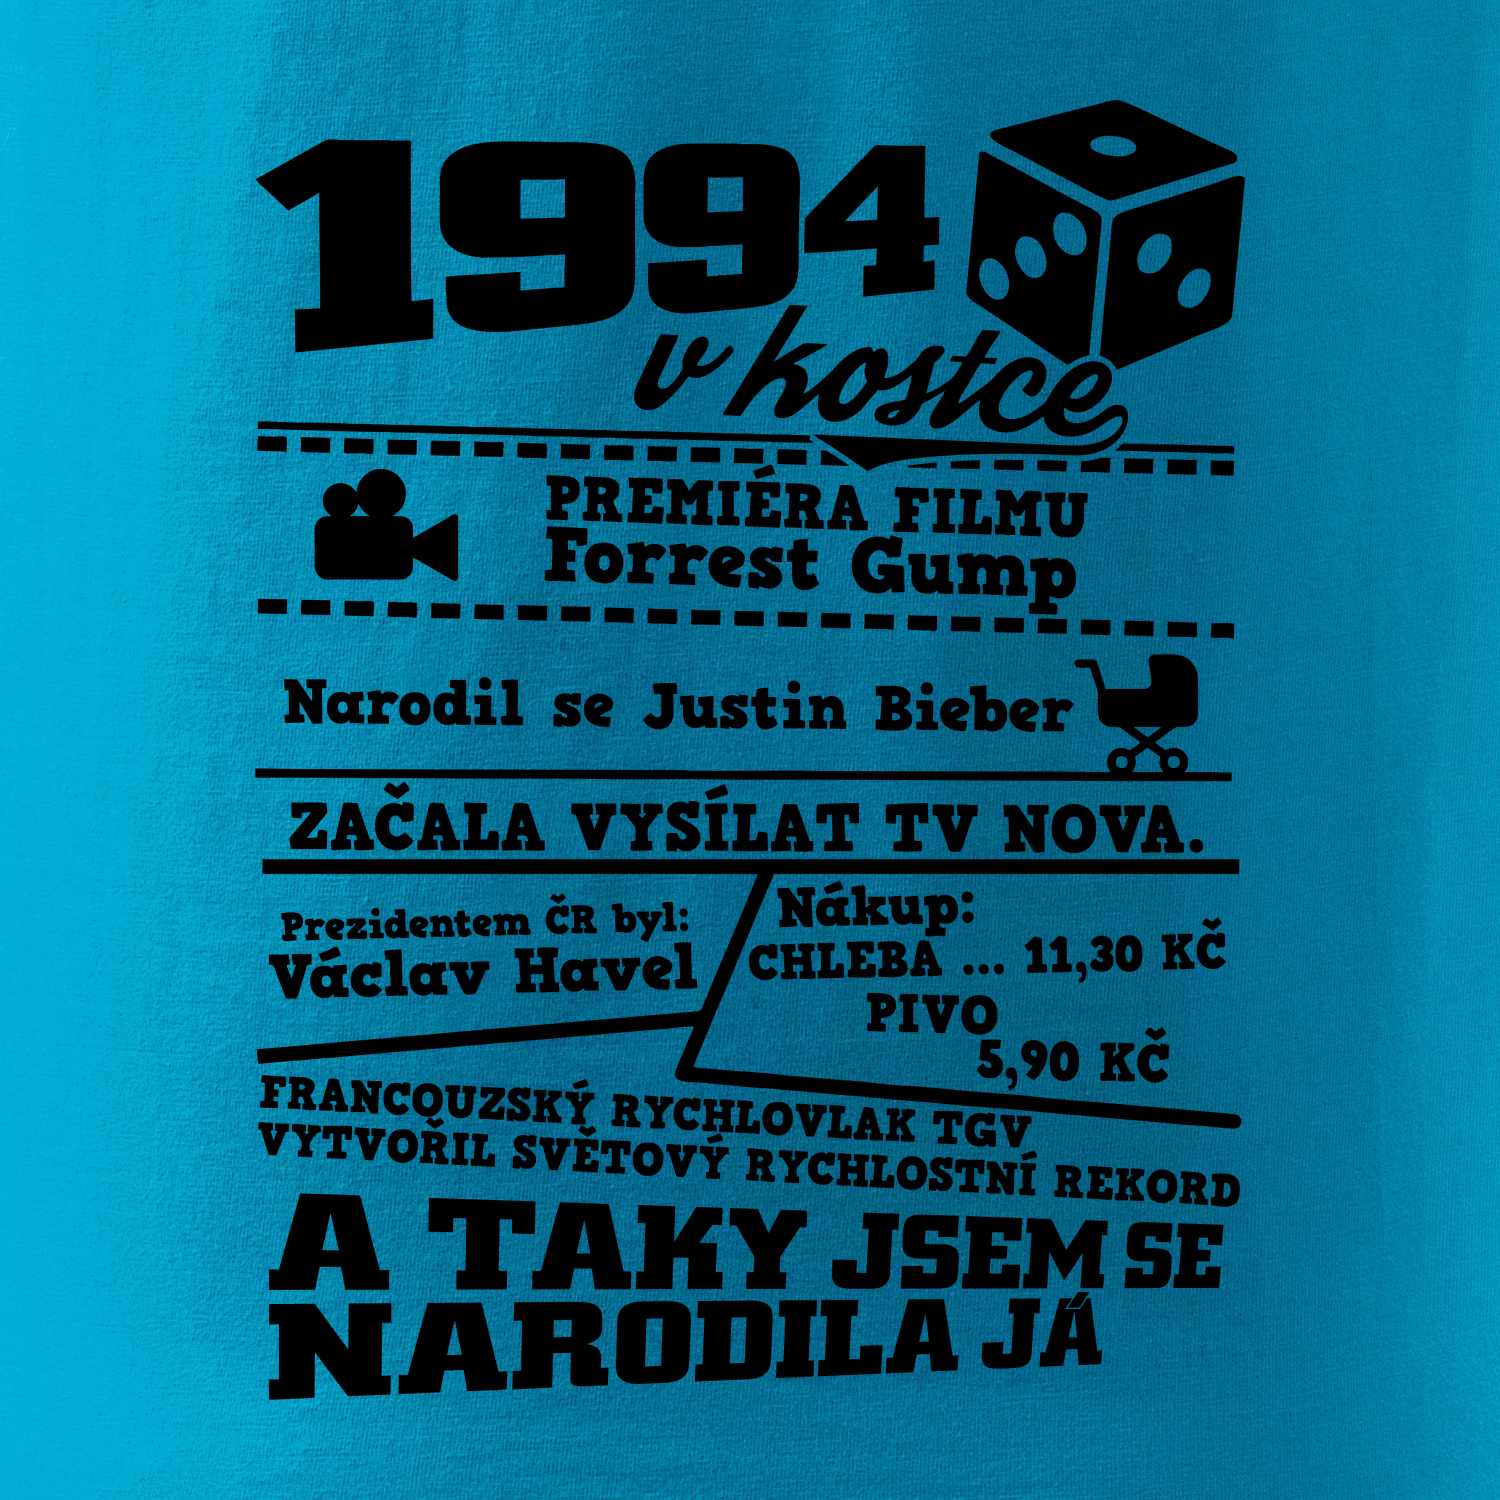 1994
v kostce
PREMIÉRA FILMU
Forrest Gump
Narodil se Justin Bieber
ZAČALA VYSÍLAT TV NOVA.
Prezidentem ČR byl:
Václav Havel
Nákup:
CHLEBA ... 11,30 KČ
PIVO
5,90 KČ
FRANCOUZSKÝ RYCHLOVLAK TGV
VYTVOŘIL SVĚTOVÝ RYCHLOSTNÍ REKORD
A TAKY JSEM SE
NARODILA JÁ